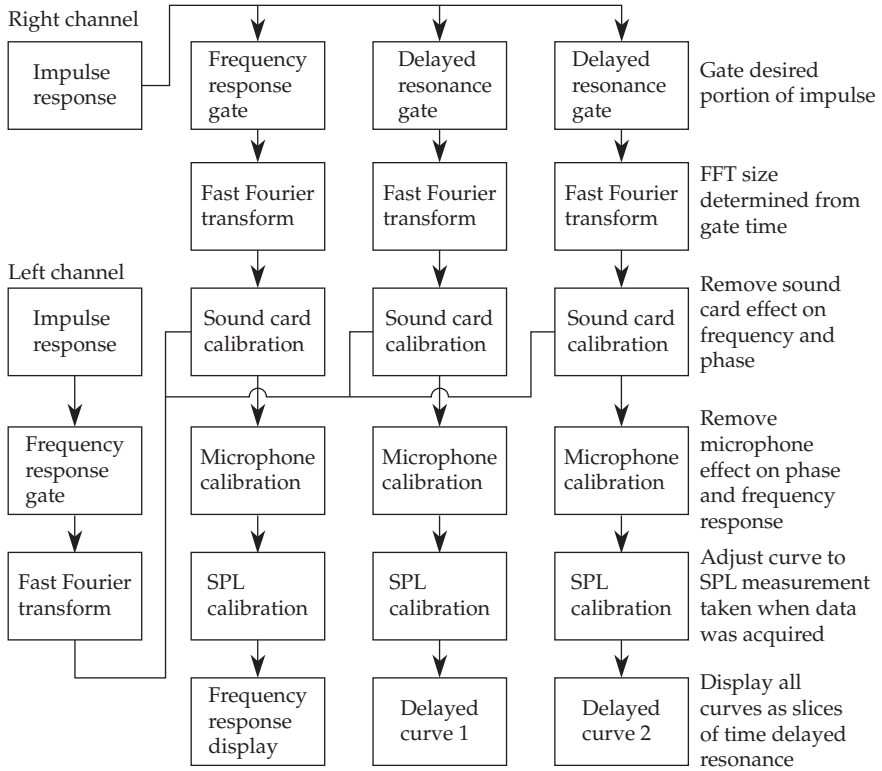 Right channel
Impulse
response
Frequency
response
gate
Delayed
resonance
gate
Delayed
resonance
gate
Gate desired
portion of impulse
Fast Fourier
transform
Fast Fourier
transform
Fast Fourier
transform
FFT size
determined from
gate time
Left channel
Impulse
response
Sound card
calibration
Sound card
calibration
Sound card
calibration
Remove sound
card effect on
frequency and
phase
Frequency
response
gate
Microphone
calibration
Microphone
calibration
Microphone
calibration
Remove
microphone
effect on phase
and frequency
response
Fast Fourier
transform
SPL
calibration
SPL
calibration
SPL
calibration
Adjust curve to
SPL measurement
taken when data
was acquired
Frequency
response
display
Delayed
curve 1
Delayed
curve 2
Display all
curves as slices
of time delayed
resonance